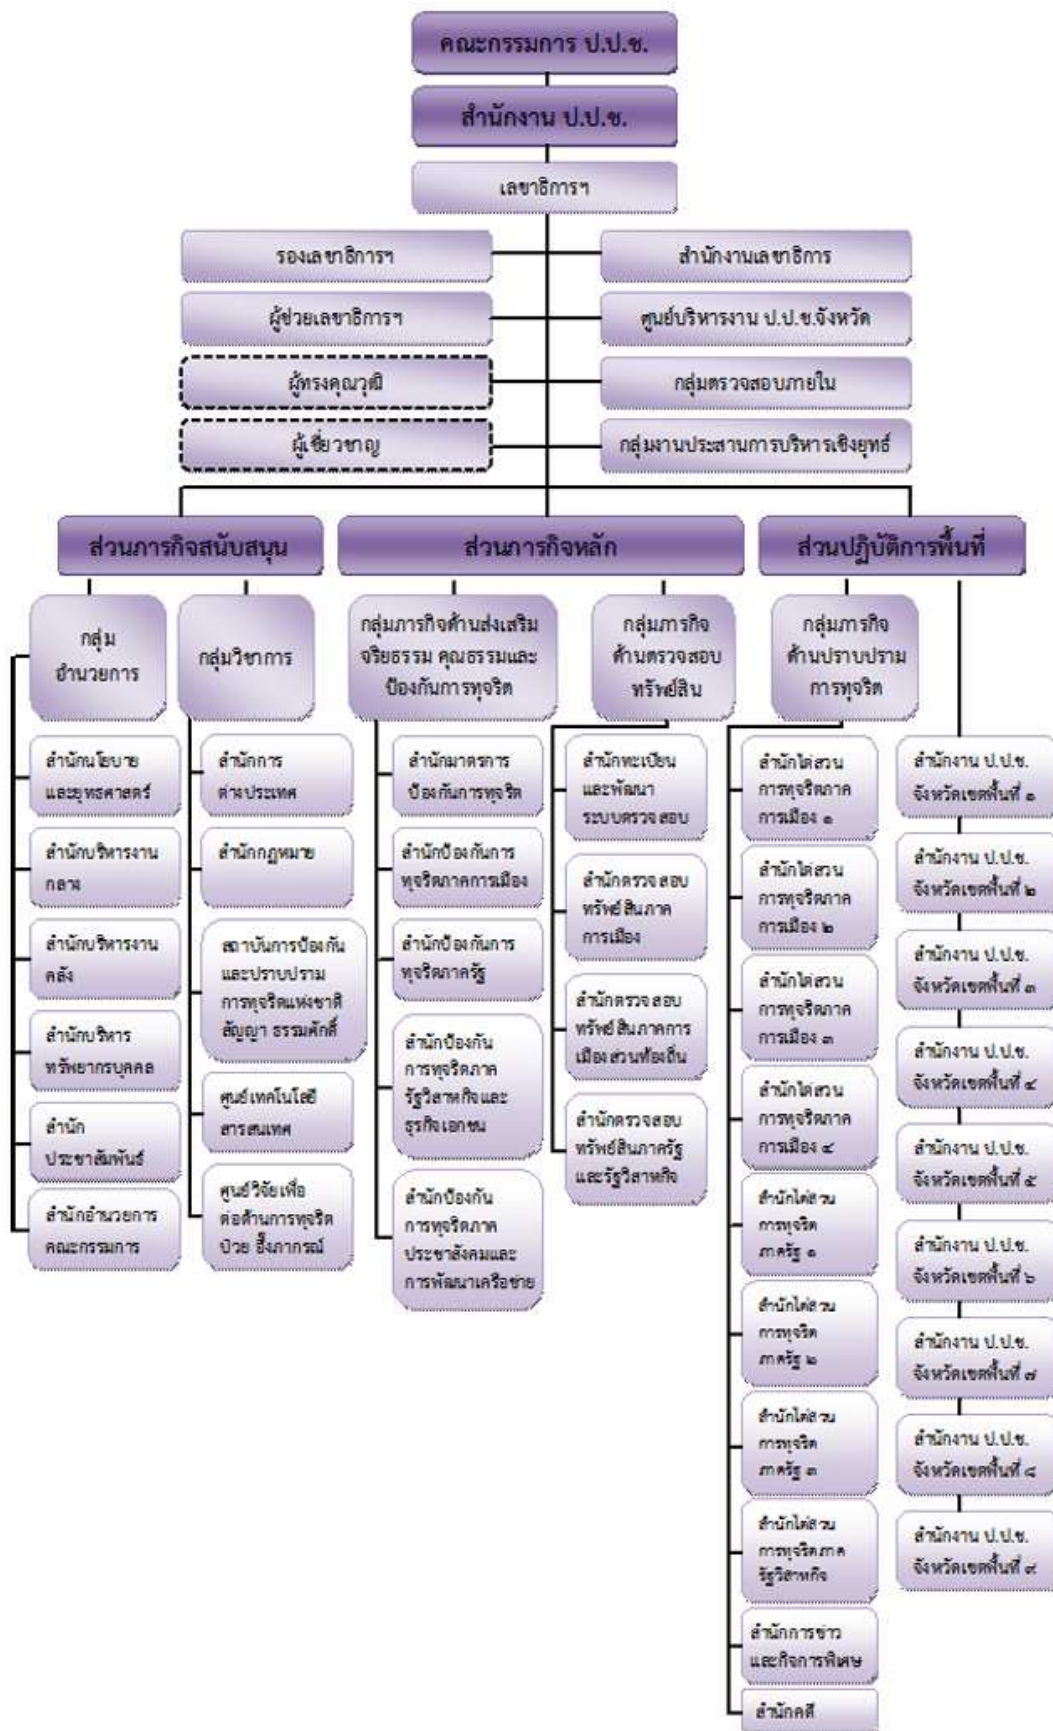 คณะกรรมการ ป.ป.ช.
สำนักงาน ป.ป.ช.
เลขาธิการฯ
รองเลขาธิการฯ
สำนักงานเลขาธิการ
ผู้ช่วยเลขาธิการฯ
ศูนย์บริหารงาน ป.ป.ช.จังหวัด
ผู้ทรงคุณวุฒิ
กลุ่มตรวจสอบภายใน
ผู้เชี่ยวชาญ
กลุ่มงานประสานการบริหารเชิงยุทธ์
ส่วนภารกิจสนับสนุน
ส่วนภารกิจหลัก
ส่วนปฏิบัติการพื้นที่
กลุ่ม
อำนวยการ
สำนักนโยบาย
และยุทธศาสตร์
สำนักบริหารงาน
กลาง
สำนักบริหารงาน
คลัง
สำนักบริหาร
ทรัพยากรบุคคล
สำนัก
ประชาสัมพันธ์
สำนักอำนวยการ
คณะกรรมการ
กลุ่มวิชาการ
สำนักการ
ต่างประเทศ
สำนักกฎหมาย
สถาบันการป้องกัน
และปราบปราม
การทุจริตแห่งชาติ
สัญญา ธรรมศักดิ์
ศูนย์เทคโนโลยี
สารสนเทศ
ศูนย์วิจัยเพื่อ
ต่อต้านการทุจริต
ป๋วย อึ๊งภากรณ์
กลุ่มภารกิจด้านส่งเสริม
จริยธรรม คุณธรรมและ
ป้องกันการทุจริต
สำนักมาตรการ
ป้องกันการทุจริต
สำนักป้องกันการ
ทุจริตภาคการเมือง
สำนักป้องกันการ
ทุจริตภาครัฐ
สำนักป้องกัน
การทุจริตภาค
รัฐวิสาหกิจและ
ธุรกิจเอกชน
สำนักป้องกัน
การทุจริตภาค
ประชาสังคมและ
การพัฒนาเครือข่าย
กลุ่มภารกิจ
ด้านตรวจสอบ
ทรัพย์สิน
สำนักทะเบียน
และพัฒนา
ระบบตรวจสอบ
สำนักตรวจสอบ
ทรัพย์สินภาค
การเมือง
สำนักตรวจสอบ
ทรัพย์สินภาคการ
เมืองส่วนท้องถิ่น
สำนักตรวจสอบ
ทรัพย์สินภาครัฐ
และรัฐวิสาหกิจ
กลุ่มภารกิจ
ด้านปราบปราม
การทุจริต
สำนักไต่สวน
การทุจริตภาค
การเมือง ๑
สำนักไต่สวน
การทุจริตภาค
การเมือง ๒
สำนักไต่สวน
การทุจริตภาค
การเมือง ๓
สำนักไต่สวน
การทุจริตภาค
การเมือง ๔
สำนักไต่สวน
การทุจริต
ภาครัฐ ๑
สำนักไต่สวน
การทุจริต
ภาครัฐ ๒
สำนักไต่สวน
การทุจริต
ภาครัฐ ๓
สำนักไต่สวน
การทุจริตภาค
รัฐวิสาหกิจ
สำนักการข่าว
และกิจการพิเศษ
สำนักคดี
สำนักงาน ป.ป.ช.
จังหวัดเขตพื้นที่ ๑
สำนักงาน ป.ป.ช.
จังหวัดเขตพื้นที่ ๒
สำนักงาน ป.ป.ช.
จังหวัดเขตพื้นที่ ๓
สำนักงาน ป.ป.ช.
จังหวัดเขตพื้นที่ ๔
สำนักงาน ป.ป.ช.
จังหวัดเขตพื้นที่ ๕
สำนักงาน ป.ป.ช.
จังหวัดเขตพื้นที่ ๖
สำนักงาน ป.ป.ช.
จังหวัดเขตพื้นที่ ๗
สำนักงาน ป.ป.ช.
จังหวัดเขตพื้นที่ ๘
สำนักงาน ป.ป.ช.
จังหวัดเขตพื้นที่ ๙